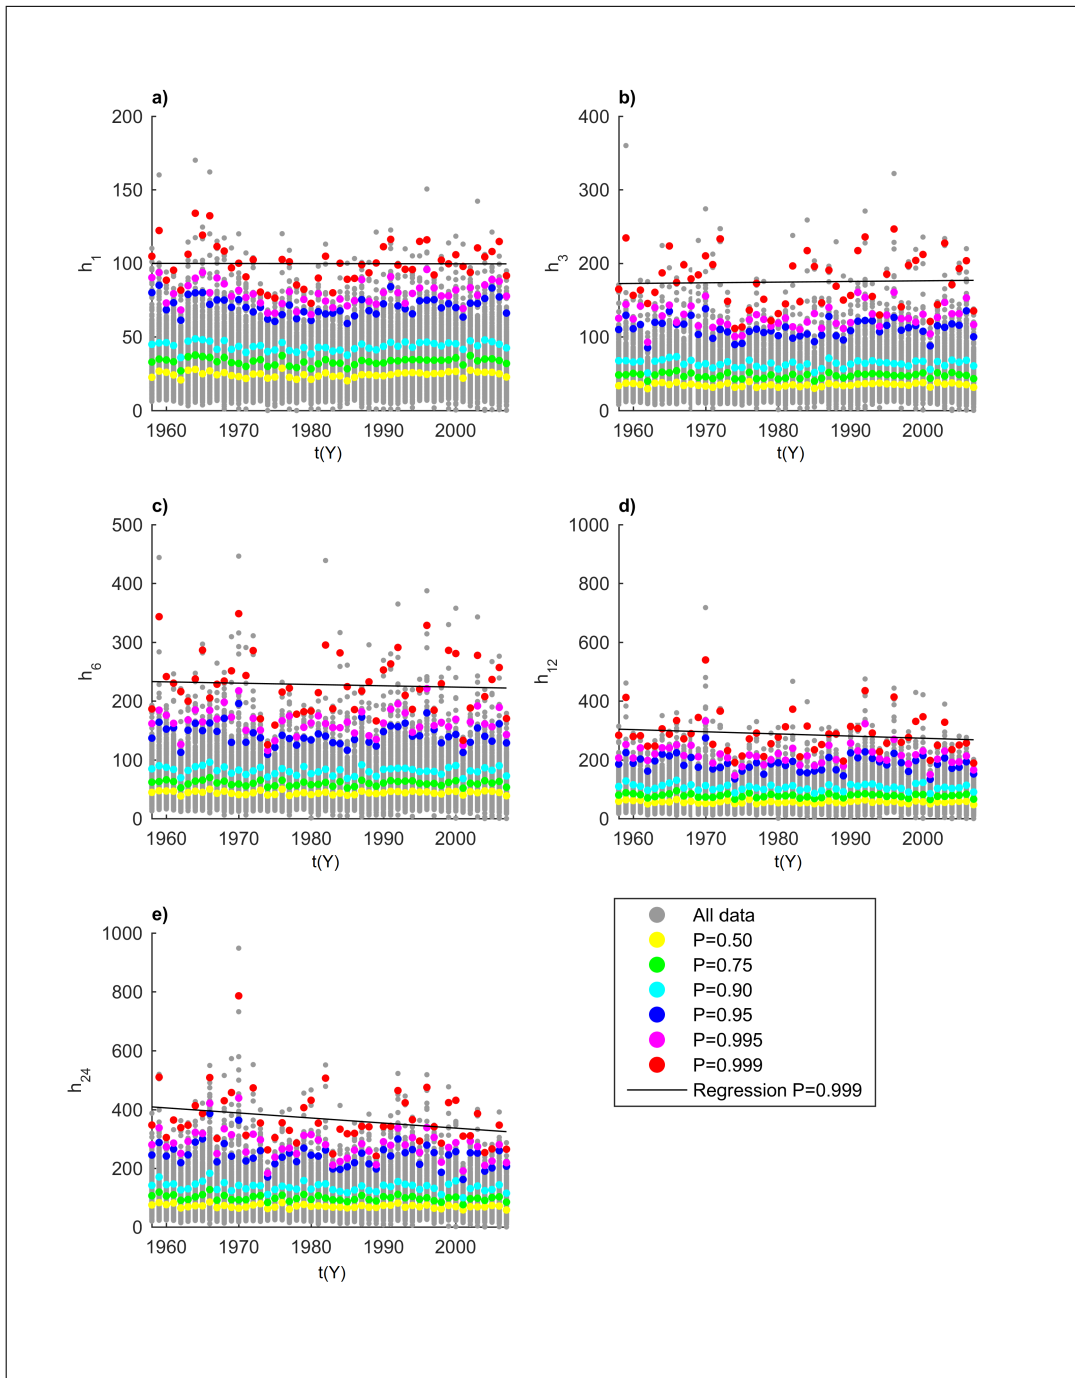 a)
200
150
100
50
0
h1
1960 1970 1980 1990 2000
t(Y)
b)
400
300
200
100
0
h3
1960 1970 1980 1990 2000
t(Y)
c)
500
400
300
200
100
0
h6
1960 1970 1980 1990 2000
t(Y)
d)
1000
800
600
400
200
0
h12
1960 1970 1980 1990 2000
t(Y)
e)
1000
800
600
400
200
0
h24
1960 1970 1980 1990 2000
t(Y)
All data
P=0.50
P=0.75
P=0.90
P=0.95
P=0.995
P=0.999
Regression P=0.999